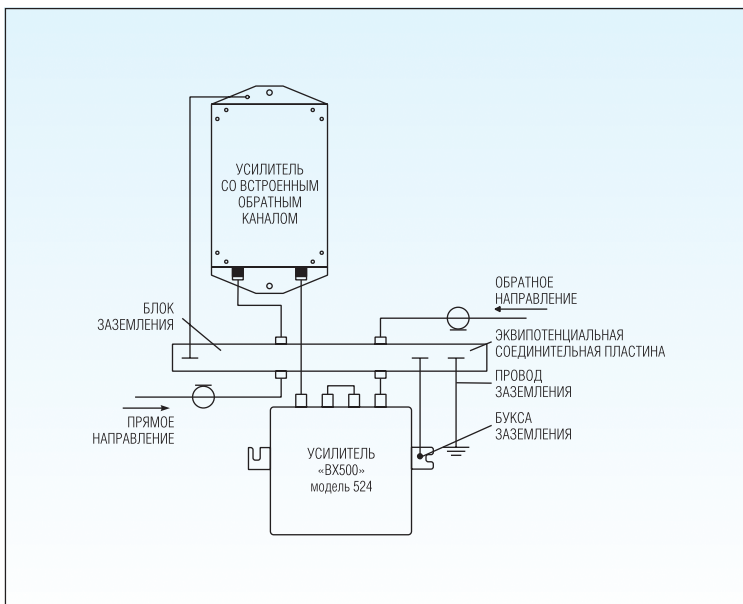 УСИЛИТЕЛЬ
СО ВСТРОЕННЫМ
ОБРАТНЫМ
КАНАЛОМ
ОБРАТНОЕ
НАПРАВЛЕНИЕ
БЛОК
ЗАЗЕМЛЕНИЯ
ЭКВИПОТЕНЦИАЛЬНАЯ
СОЕДИНИТЕЛЬНАЯ ПЛАСТИНА
ПРОВОД
ЗАЗЕМЛЕНИЯ
ПРЯМОЕ
НАПРАВЛЕНИЕ
БУКСА
ЗАЗЕМЛЕНИЯ
УСИЛИТЕЛЬ
«BX500»
модель 524